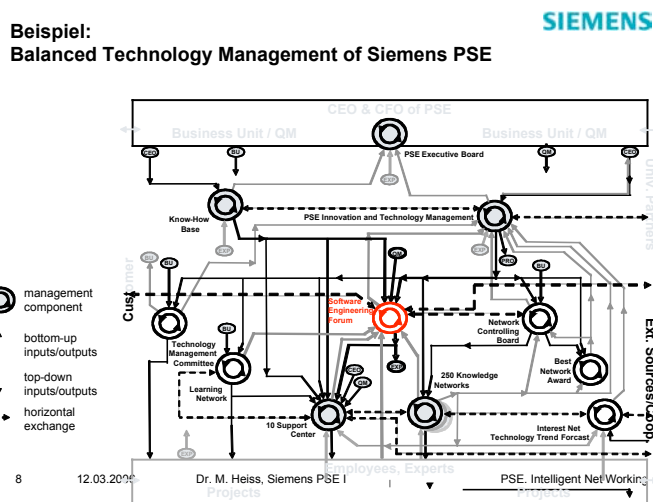 SIEMENS
Beispiel:
Balanced Technology Management of Siemens PSE
CEO & CFO of PSE
Business Unit / QM
Business Unit / QM
CEO
BU
PSE Executive Board
QM
CEO
EXP
Univ. Partners
Know-How
Base
PSE Innovation and Technology Management
EXP
EXP
PRO
QM
BU
BU
BU
Customer
management
component
Software
Engineering
Forum
Network
Controlling
Board
bottom-up
inputs/outputs
BU
Technology
Management
Committee
EXP
Ext. Sources/Coop.
Best
Network
Award
top-down
inputs/outputs
Learning
Network
CEO
QM
250 Knowledge
Networks
horizontal
exchange
10 Support
Center
Interest Net
Technology Trend Forcast
EXP
Employees, Experts
8
Dr. M. Heiss, Siemens PSE I
I
PSE. Intelligent Net Working
Projects
Projects